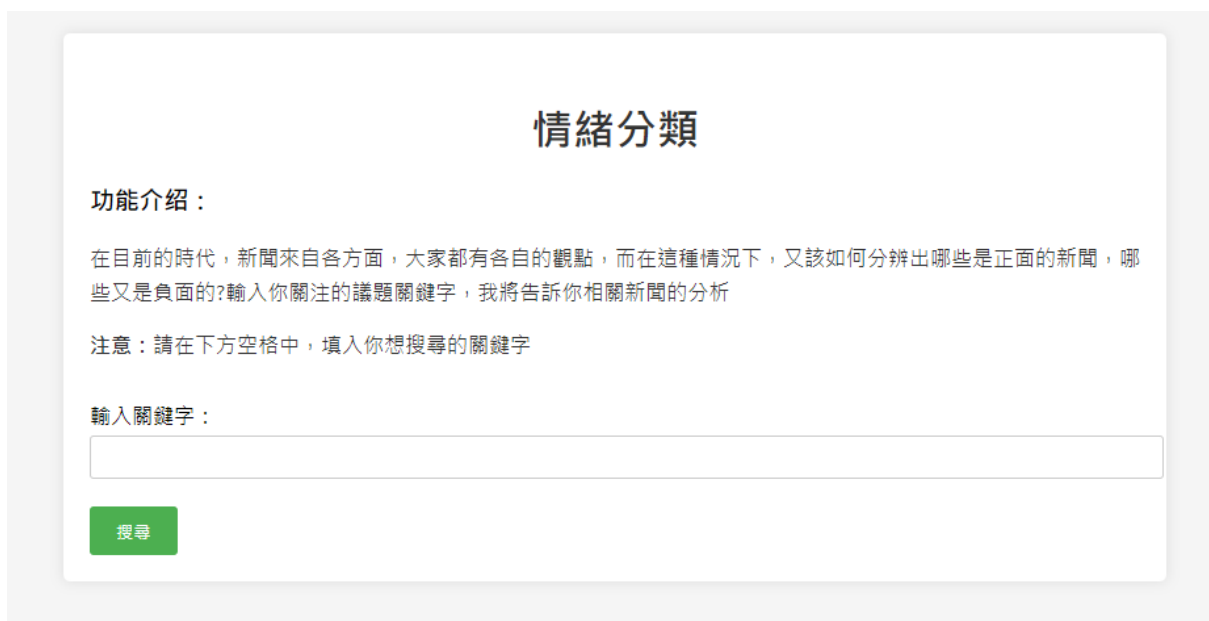 情緒分類
功能介紹：
在目前的時代，新聞來自各方面，大家都有各自的觀點，而在這種情況下，又該如何分辨出哪些是正面的新聞，哪
些又是負面的?輸入你關注的議題關鍵字，我將告訴你相關新聞的分析
注意：請在下方空格中，填入你想搜尋的關鍵字
輸入關鍵字：
搜尋